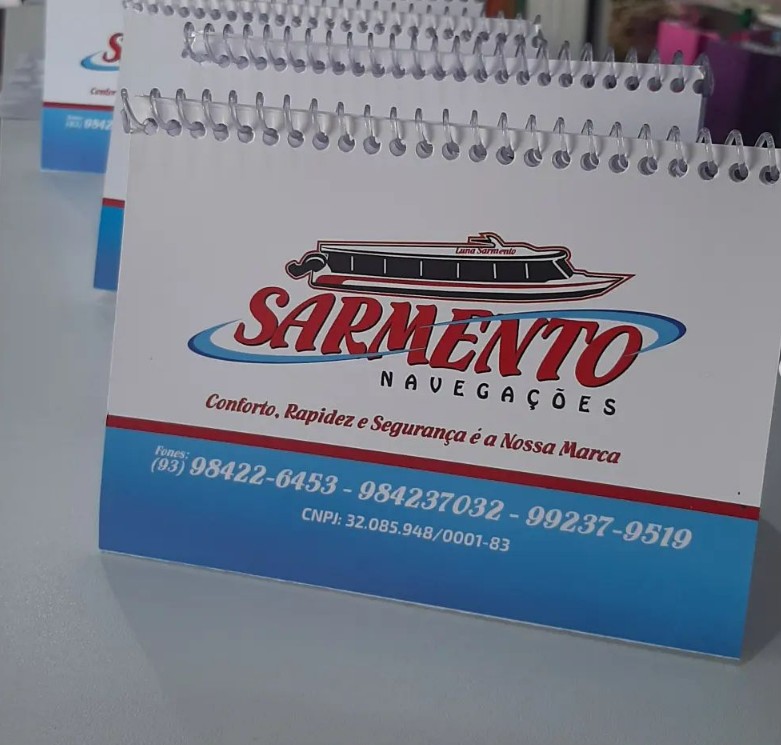 Luna Sarmento
SARMENTO
NAVEGAÇÕES
Conforto, Rapidez e Segurança é a Nossa Marca
Fones:
(93) 98422-6453 - 984237032 - 99237-9519
CNPJ: 32.085.948/0001-83